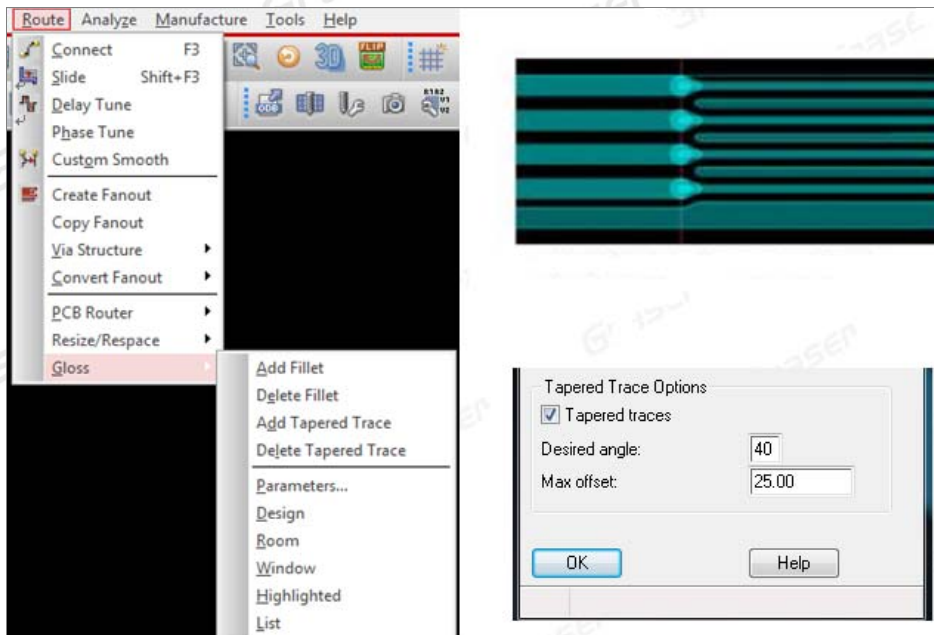 Route Analyze Manufacture Tools Help
Connect F3
Slide Shift+F3
Delay Tune
Phase Tune
Custom Smooth
Create Fanout
Copy Fanout
Via Structure
Convert Fanout
PCB Router
Resize/Respace
Gloss
Add Fillet
Delete Fillet
Add Tapered Trace
Delete Tapered Trace
Parameters...
Design
Room
Window
Highlighted
List
3D
FLIP
Tapered Trace Options
Tapered traces
Desired angle: 40
Max offset: 25.00
OK Help